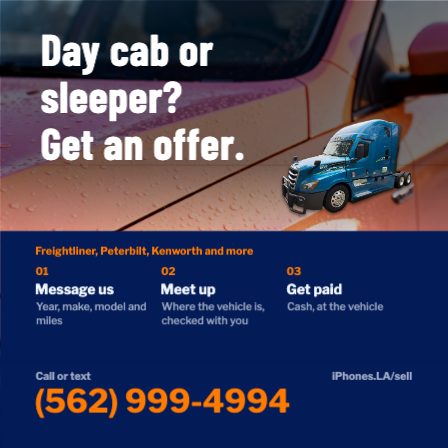 Day cab or
sleeper?
Get an offer.
Freightliner, Peterbilt, Kenworth and more
01
Message us
Year, make, model and
miles
02
Meet up
Where the vehicle is,
checked with you
03
Get paid
Cash, at the vehicle
Call or text
iPhones.LA/sell
(562) 999-4994